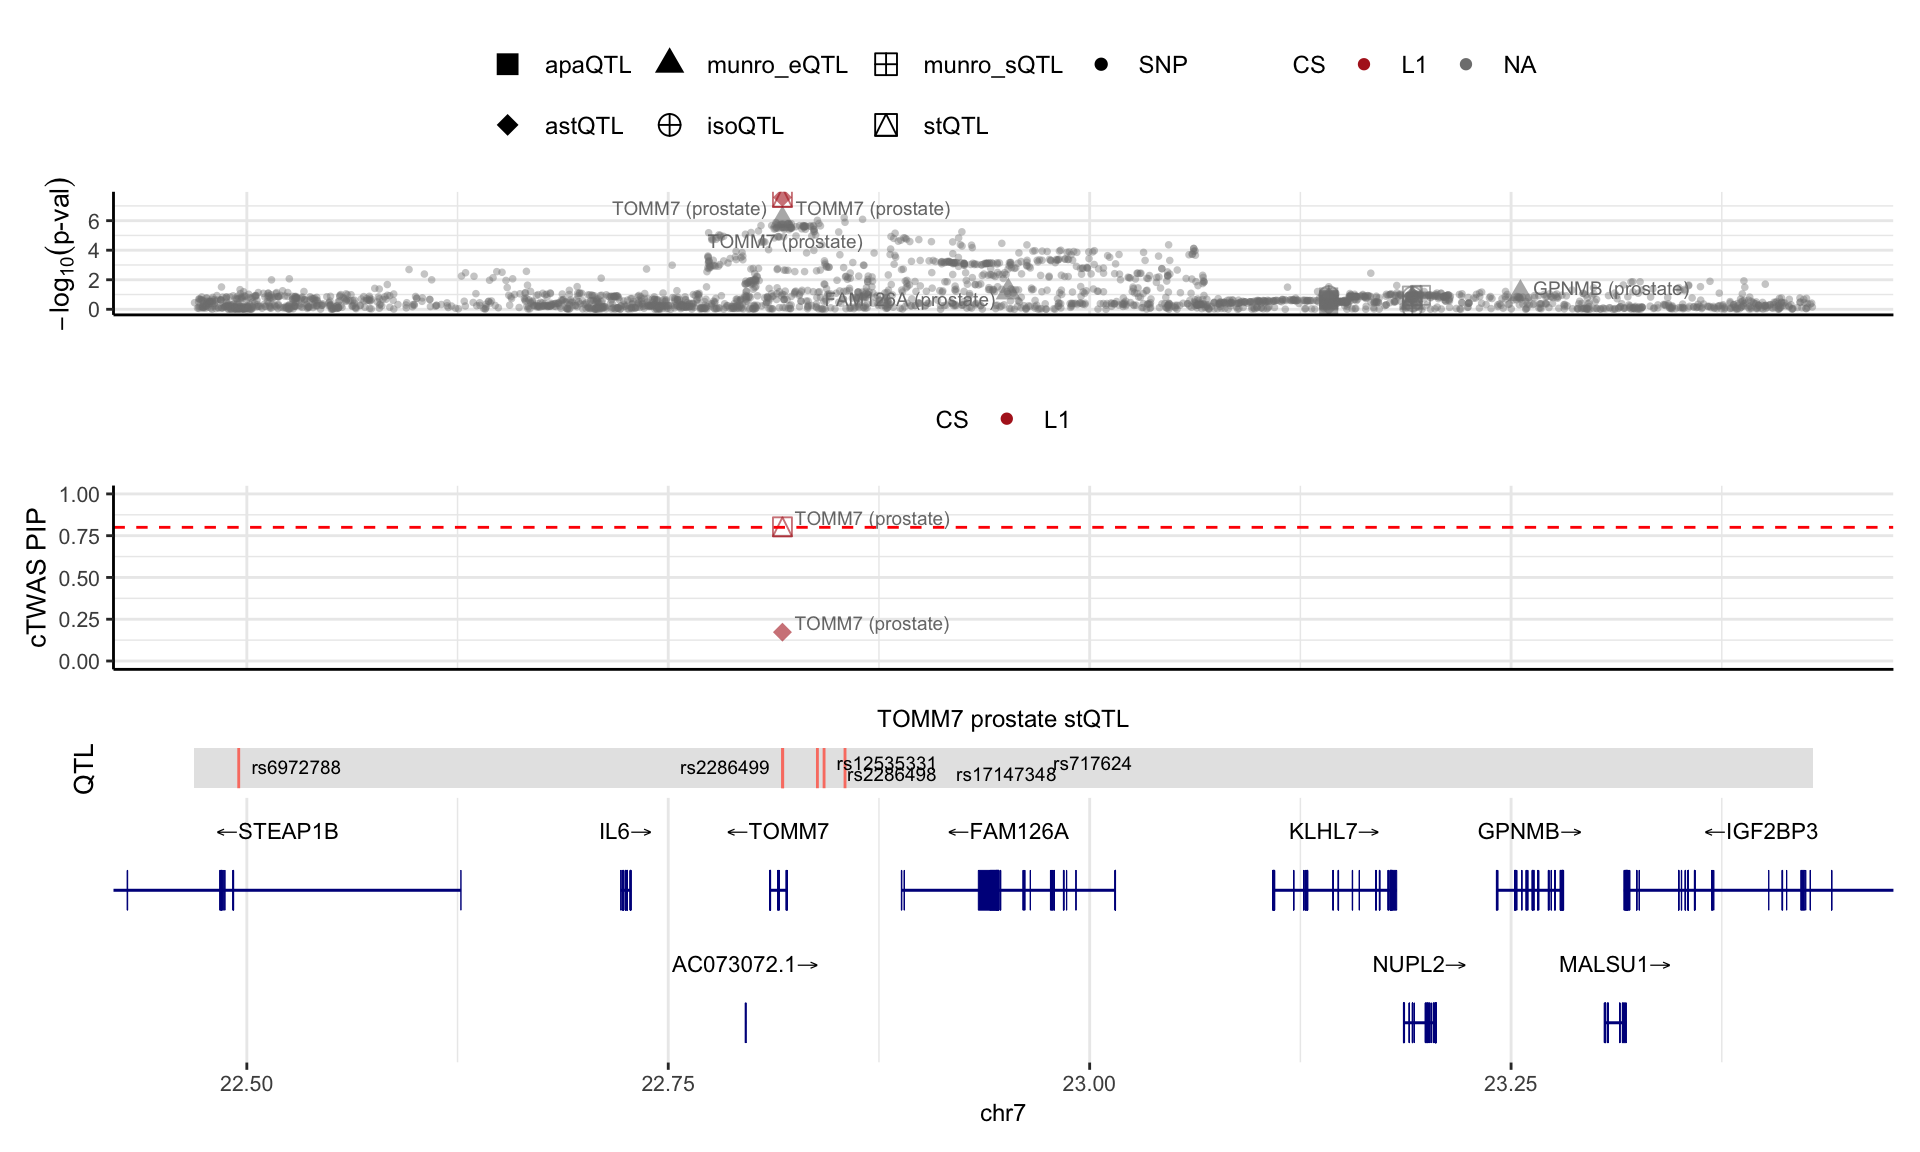 apaQTL munro_eQTL munro_sQTL SNP CS L1 NA
astQTL isoQTL stQTL
−log10(p-val)
6
4
2
0
TOMM7 (prostate) TOMM7 (prostate)
TOMM7 (prostate)
FAM126A (prostate)
GPNMB (prostate)
CS L1
cTWAS PIP
1.00
0.75
0.50
0.25
0.00
TOMM7 (prostate)
TOMM7 (prostate)
TOMM7 prostate stQTL
QTL
rs6972788 rs2286499 rs12535331 rs717624
rs2286498 rs17147348
←STEAP1B IL6→ ←TOMM7 ←FAM126A KLHL7→ GPNMB→ ←IGF2BP3
AC073072.1→ NUPL2→ MALSU1→
22.50 22.75 23.00 23.25
chr7